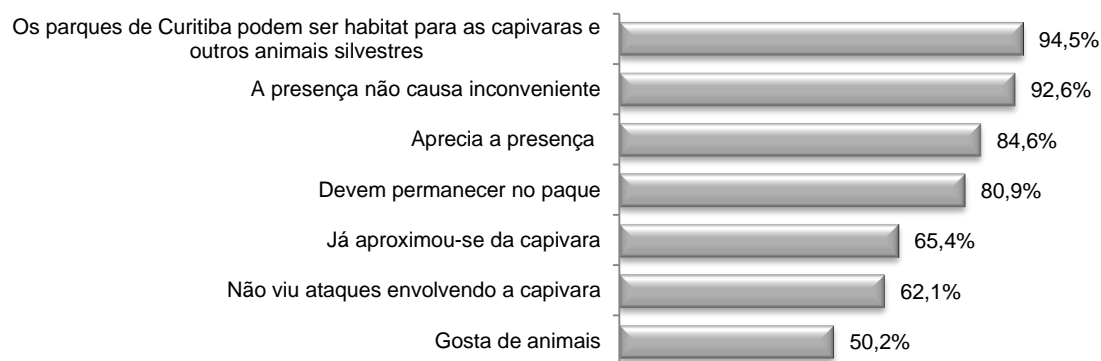 Os parques de Curitiba podem ser habitat para as capivaras e
outros animais silvestres
94,5%
A presença não causa inconveniente
92,6%
Aprecia a presença
84,6%
Devem permanecer no paque
80,9%
Já aproximou-se da capivara
65,4%
Não viu ataques envolvendo a capivara
62,1%
Gosta de animais
50,2%